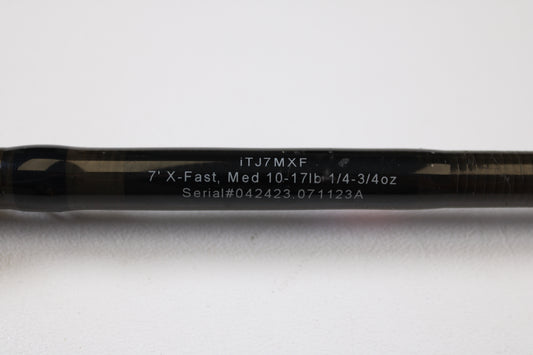 iTJ7MXF
7' X-Fast, Med 10-17lb 1/4-3/4oz
Serial#042423.071123A